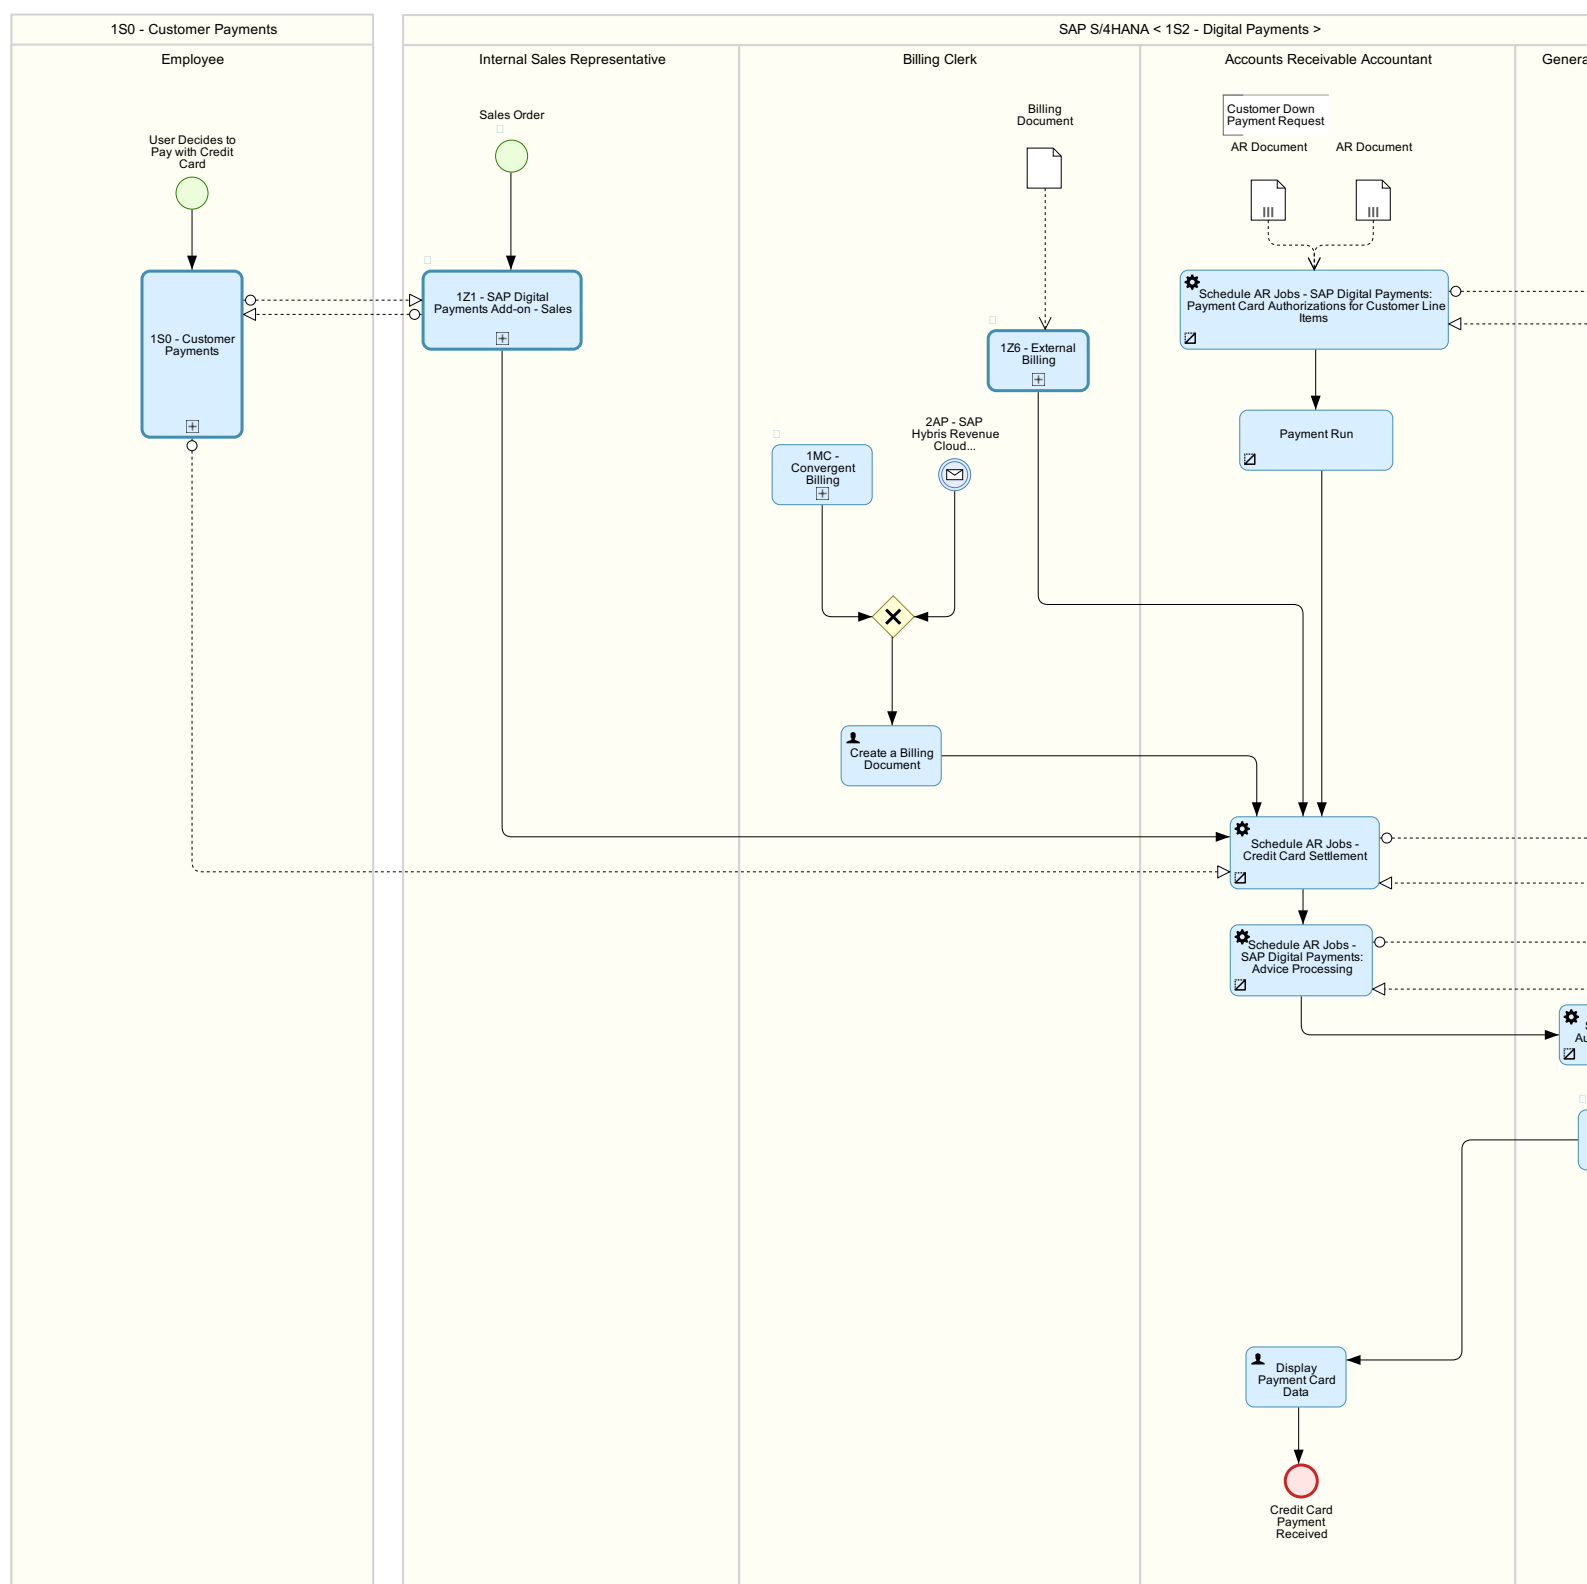 1S0 - Customer Payments
SAP S/4HANA < 1S2 - Digital Payments >
Employee
Internal Sales Representative
Billing Clerk
Accounts Receivable Accountant
User Decides to
Pay with Credit
Card
1S0 - Customer
Payments
Sales Order
1Z1 - SAP Digital
Payments Add-on - Sales
Billing
Document
1Z6 - External
Billing
2AP - SAP
Hybris Revenue
Cloud...
1MC -
Convergent
Billing
Create a Billing
Document
Customer Down
Payment Request
AR Document
AR Document
Schedule AR Jobs - SAP Digital Payments:
Payment Card Authorizations for Customer Line
Items
Payment Run
Schedule AR Jobs -
Credit Card Settlement
Schedule AR Jobs -
SAP Digital Payments:
Advice Processing
Display
Payment Card
Data
Credit Card
Payment
Received